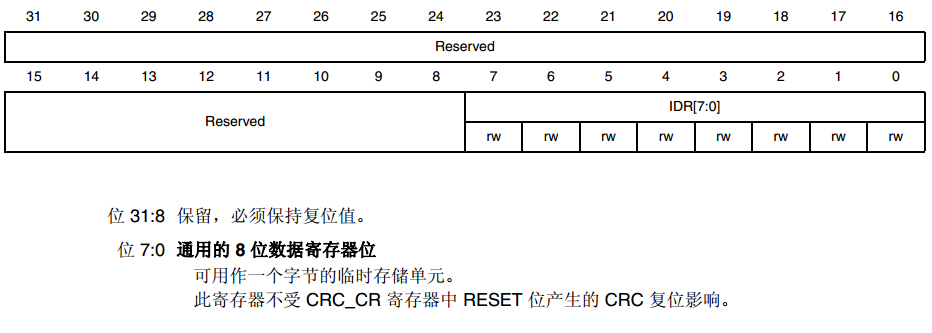 31 30 29 28 27 26 25 24 23 22 21 20 19 18 17 16
Reserved
15 14 13 12 11 10 9 8 7 6 5 4 3 2 1 0
Reserved IDR[7:0]
rw rw rw rw rw rw rw rw
位 31:8 保留，必须保持复位值。
位 7:0 通用的 8 位数据寄存器位
可用作一个字节的临时存储单元。
此寄存器不受 CRC_CR 寄存器中 RESET 位产生的 CRC 复位影响。